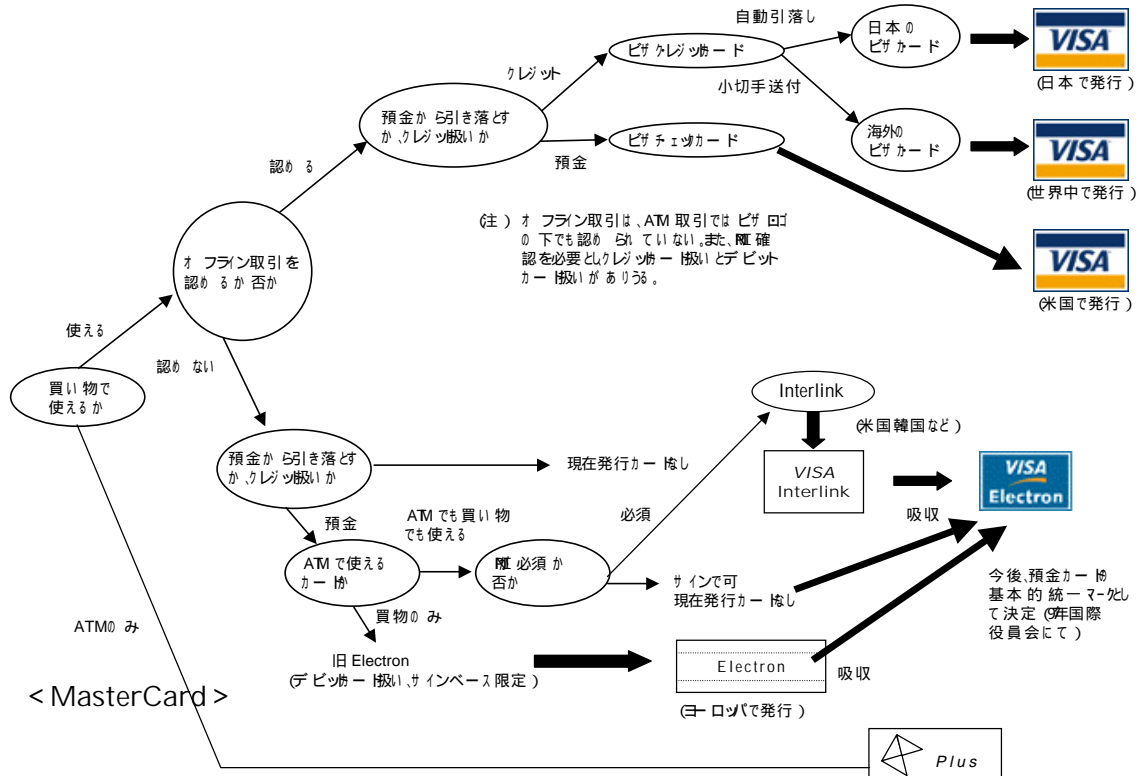 自動引落し
日本の
ビザカード
VISA
(日本で発行)
ビザクレジットカード
クレジット
小切手送付
預金から引き落とす
か、クレジット扱いか
ビザチェックカード
預金
海外の
ビザカード
VISA
(世界中で発行)
認める
(注) オフライン取引は、ATM取引ではビザロゴ
の下でも認められていない。また、 確
認を必要としクレジットカード扱いとデビット
カード扱いがありうる。
VISA
(米国で発行)
オフライン取引を
認めるか否か
使える
認めない
買い物で
使えるか
Interlink
(米国韓国など)
預金から引き落とす
か、クレジット扱いか
現在発行カードなし
VISA
Interlink
VISA
Electron
吸収
預金
ATMでも買い物
でも使える
必須
ATMで使える
カードか
必須か
否か
サインで可
現在発行カードなし
今後、預金カードの
基本的統一マークとし
て決定 ( 年国際
役員会にて)
買物のみ
ATMのみ
旧Electron
(デビットカード扱い、サインベース限定)
Electron
吸収
(ヨーロッパで発行)
<MasterCard>
Plus